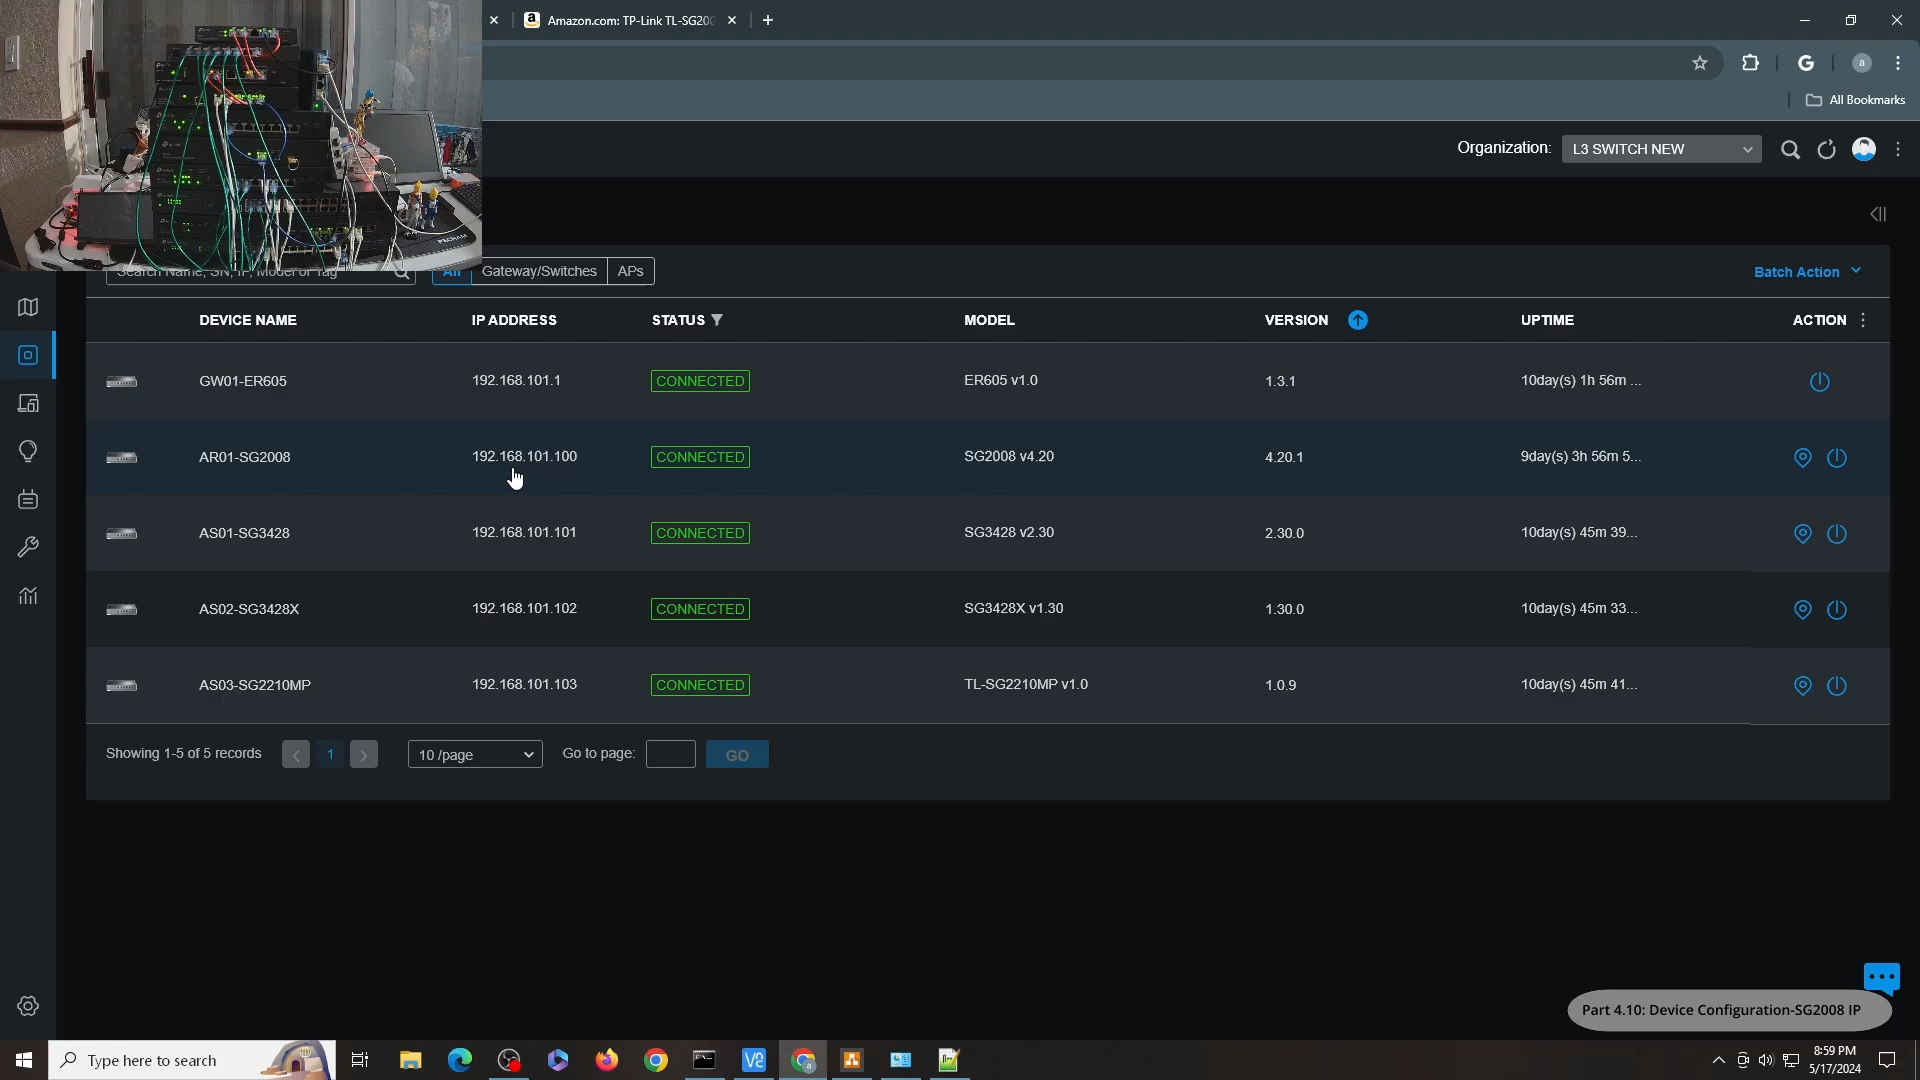 Amazon.com: TP-Link TL-SG200
All Bookmarks
Organization: L3 SWITCH NEW
Search Name, SN, IP, Model or Tag
All Gateway/Switches APs
Batch Action
DEVICE NAME IP ADDRESS STATUS MODEL VERSION UPTIME ACTION
GW01-ER605 192.168.101.1 CONNECTED ER605 v1.0 1.3.1 10day(s) 1h 56m ...
AR01-SG2008 192.168.101.100 CONNECTED SG2008 v4.20 4.20.1 9day(s) 3h 56m 5...
AS01-SG3428 192.168.101.101 CONNECTED SG3428 v2.30 2.30.0 10day(s) 45m 39...
AS02-SG3428X 192.168.101.102 CONNECTED SG3428X v1.30 1.30.0 10day(s) 45m 33...
AS03-SG2210MP 192.168.101.103 CONNECTED TL-SG2210MP v1.0 1.0.9 10day(s) 45m 41...
Showing 1-5 of 5 records < 1 > 10 /page Go to page: GO
Part 4.10: Device Configuration-SG2008 IP
Type here to search
8:59 PM
5/17/2024